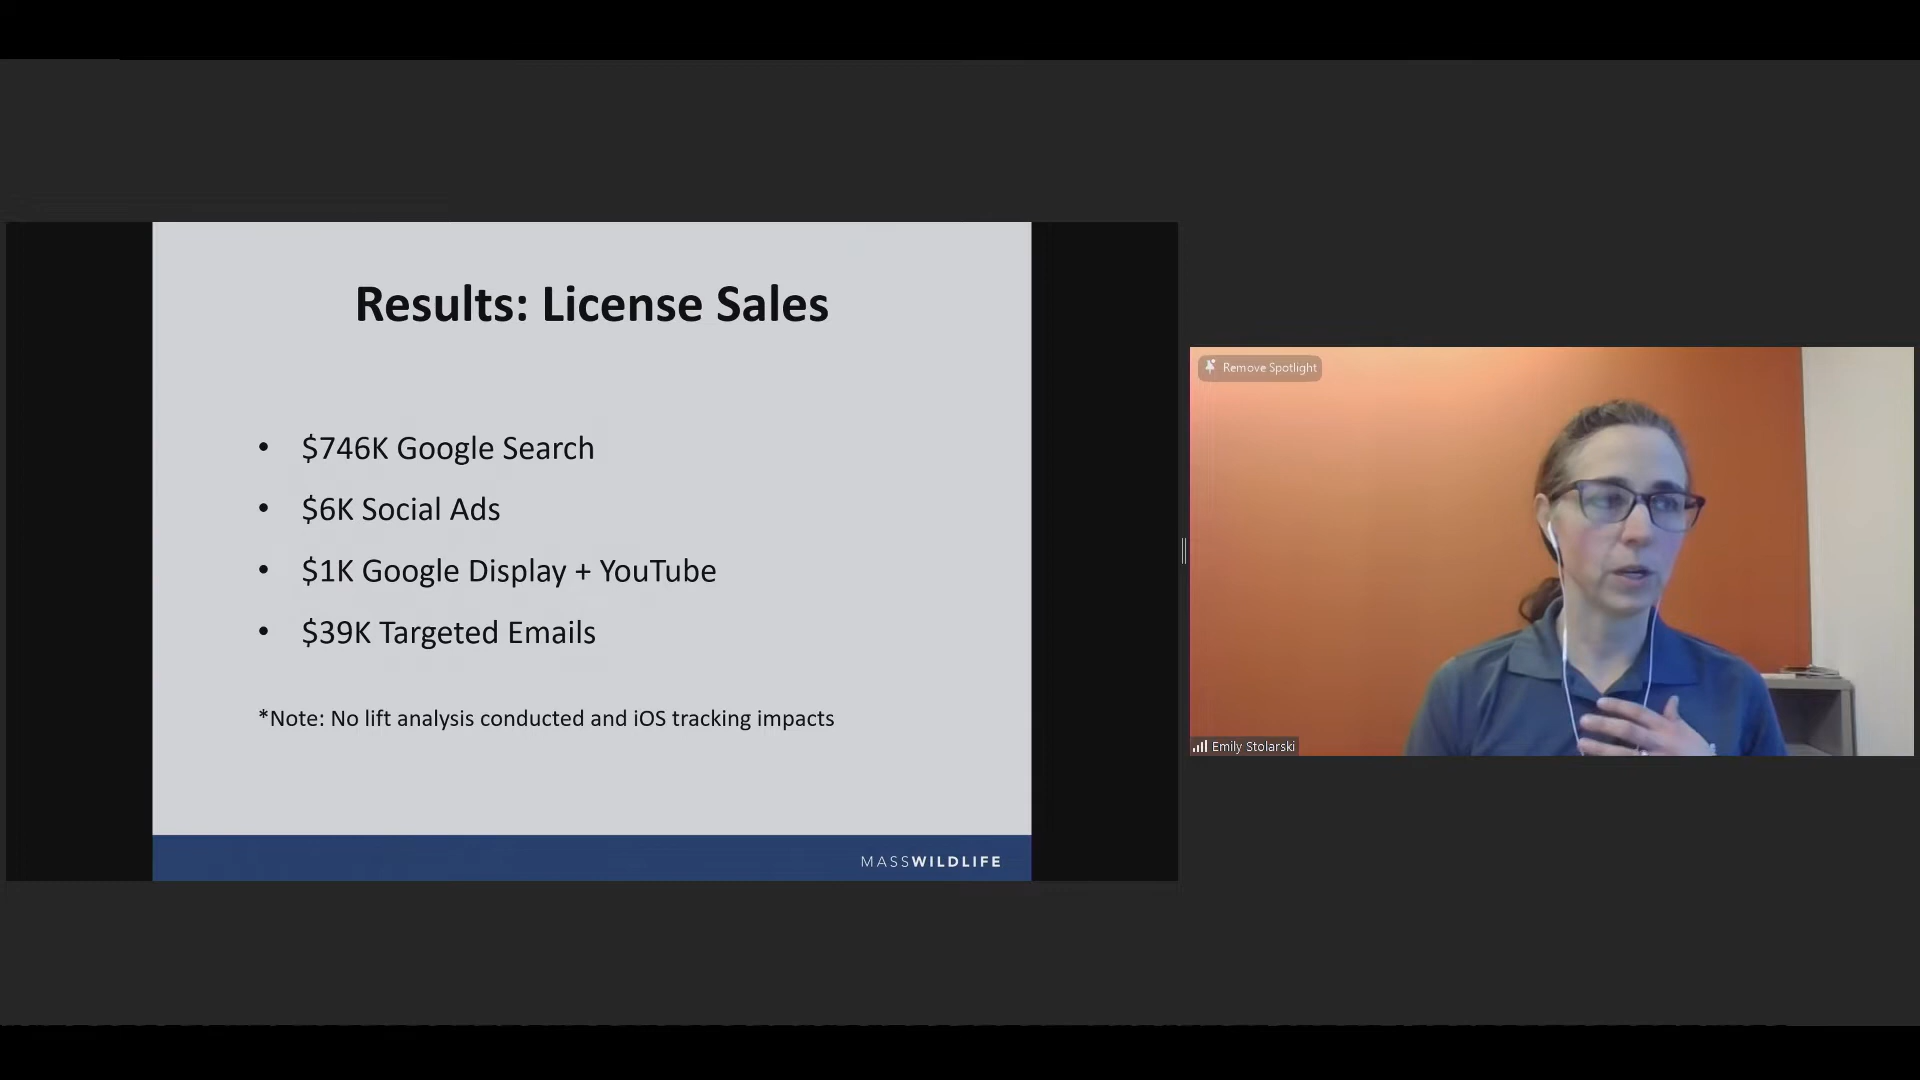 Results: License Sales
• $746K Google Search
• $6K Social Ads
• $1K Google Display + YouTube
• $39K Targeted Emails
*Note: No lift analysis conducted and iOS tracking impacts
MASSWILDLIFE
Remove Spotlight
Emily Stolarski